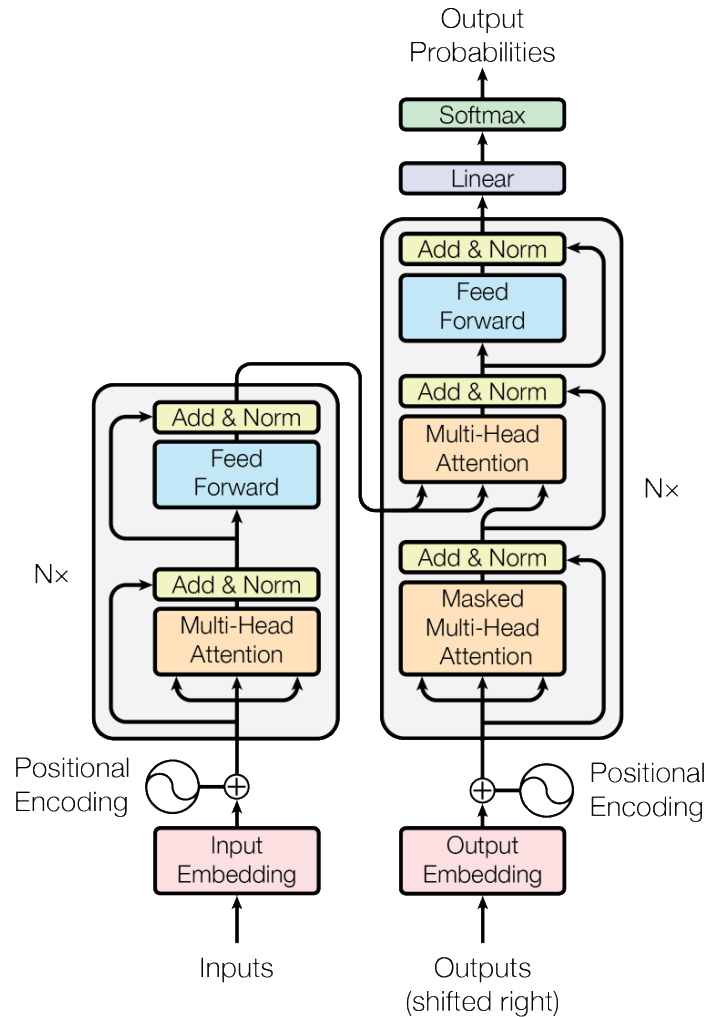 Output
Probabilities
Softmax
Linear
Add & Norm
Feed
Forward
Add & Norm
Multi-Head
Attention
Nx
Add & Norm
Masked
Multi-Head
Attention
Positional
Encoding
Output
Embedding
Outputs
(shifted right)
Add & Norm
Feed
Forward
Nx
Add & Norm
Multi-Head
Attention
Positional
Encoding
Input
Embedding
Inputs